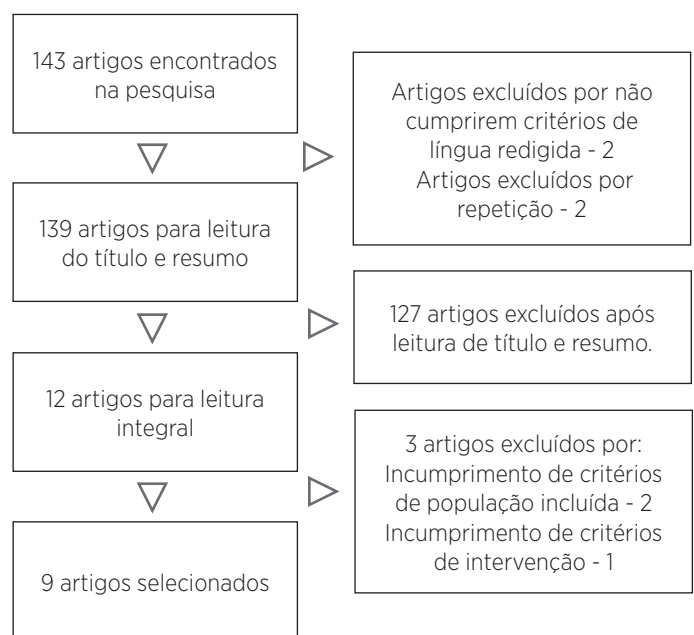 143 artigos encontrados
na pesquisa
Artigos excluídos por não
cumprirem critérios de
língua redigida - 2
Artigos excluídos por
repetição - 2
139 artigos para leitura
do título e resumo
127 artigos excluídos após
leitura de título e resumo.
12 artigos para leitura
integral
3 artigos excluídos por:
Incumprimento de critérios
de população incluída - 2
Incumprimento de critérios
de intervenção - 1
9 artigos selecionados